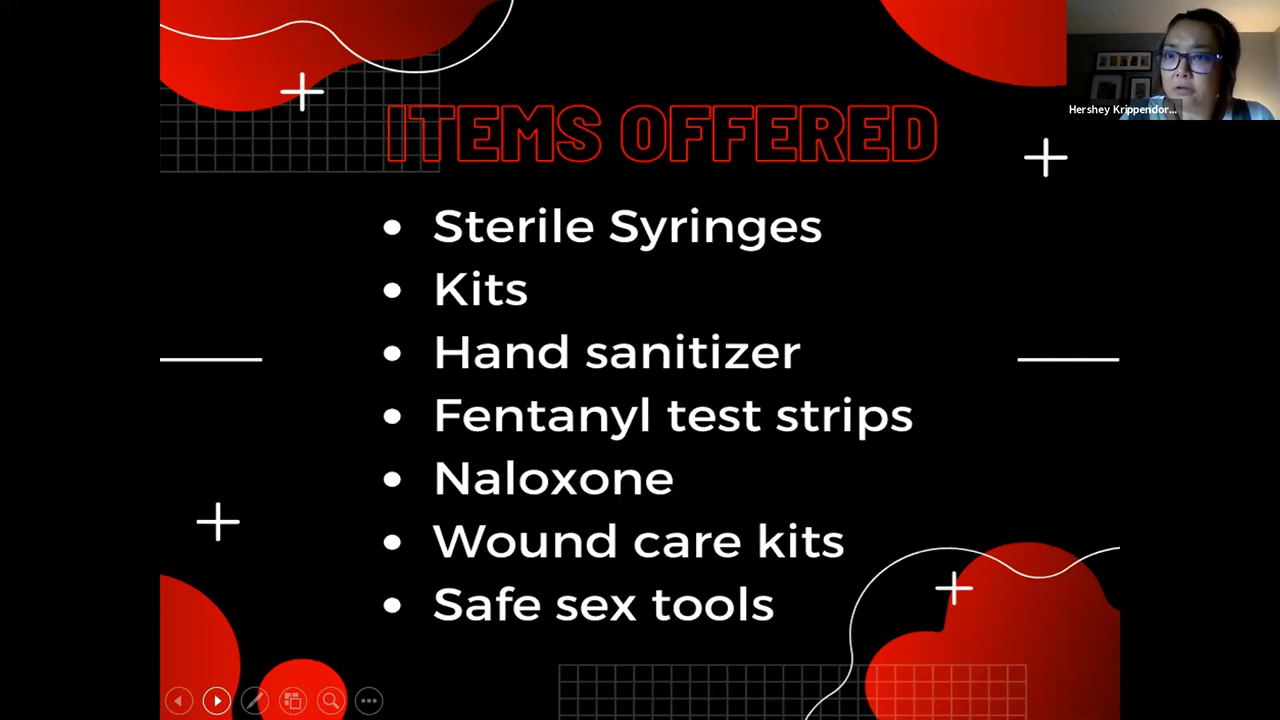 Hershey Krippendor...
ITEMS OFFERED
• Sterile Syringes
• Kits
• Hand sanitizer
• Fentanyl test strips
• Naloxone
• Wound care kits
• Safe sex tools